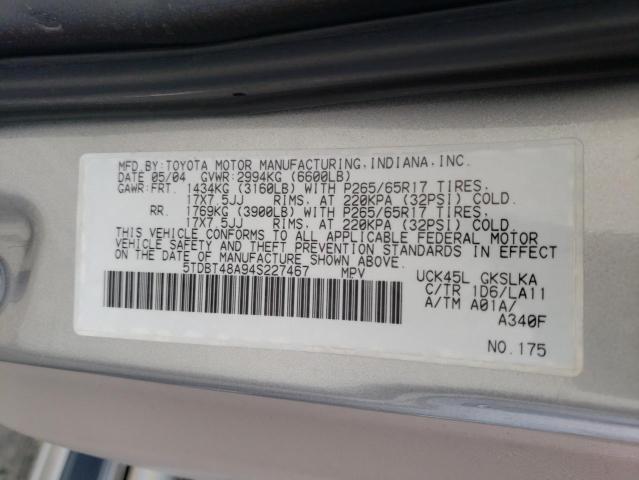 MFD.BY:TOYOTA MOTOR MANUFACTURING,INDIANA,INC.
DATE 05/04 GVWR:2994KG (6600LB)
GAWR:FRT. 1434KG (3160LB) WITH P265/65R17 TIRES.
17X7.5JJ RIMS. AT 220KPA (32PSI) COLD.
RR. 1769KG (3900LB) WITH P265/65R17 TIRES.
17X7.5JJ RIMS. AT 220KPA (32PSI) COLD.
THIS VEHICLE CONFORMS TO ALL APPLICABLE FEDERAL MOTOR
VEHICLE SAFETY AND THEFT PREVENTION STANDARDS IN EFFECT
ON THE DATE OF MANUFACTURE SHOWN ABOVE.
5TDBT48A94S227467 MPV
UCK45L GKSLKA
C/TR 1D6/LA11
A/TM A01A/
A340F
NO.175